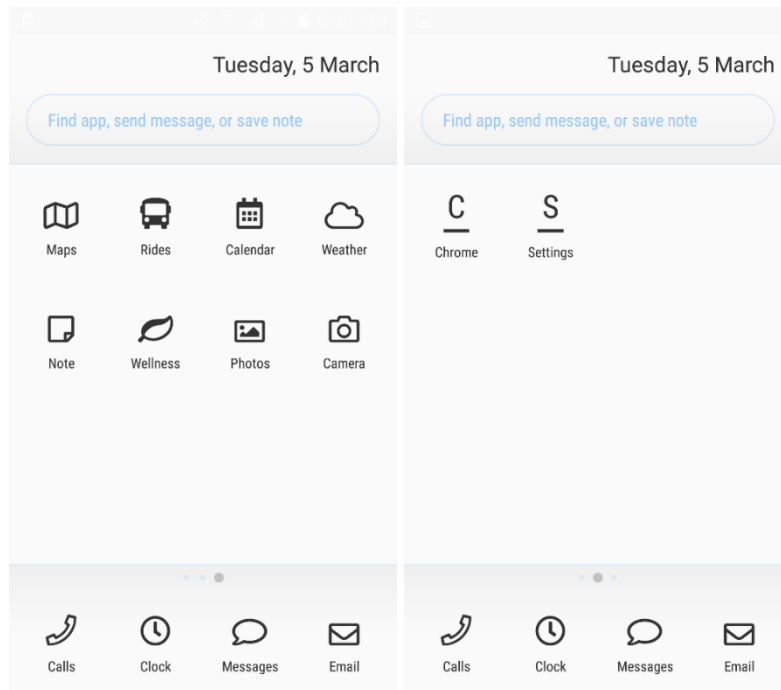 Tuesday, 5 March
Find app, send message, or save note
Maps Rides Calendar Weather
Note Wellness Photos Camera
Calls Clock Messages Email
Tuesday, 5 March
Find app, send message, or save note
C S
Chrome Settings
Calls Clock Messages Email